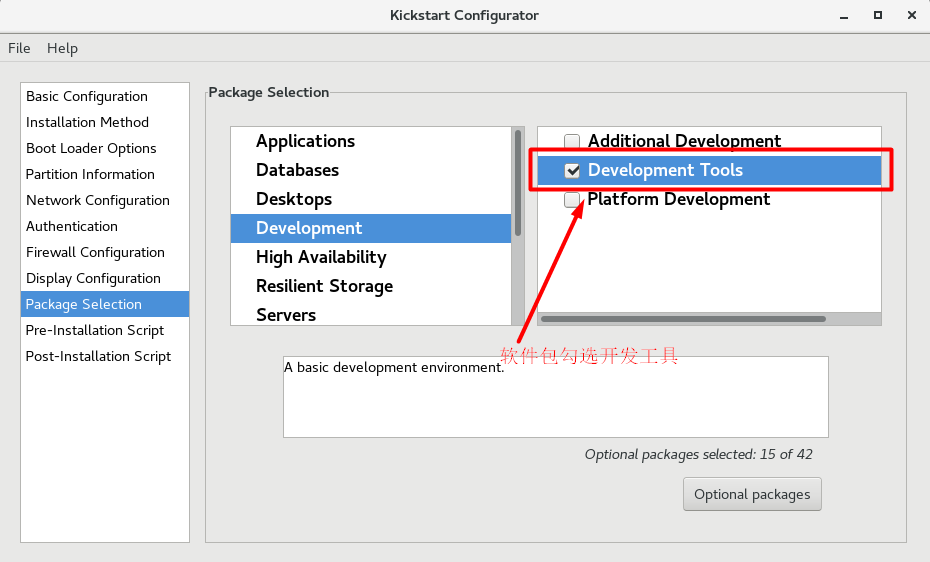 Kickstart Configurator
File Help
Basic Configuration
Installation Method
Boot Loader Options
Partition Information
Network Configuration
Authentication
Firewall Configuration
Display Configuration
Package Selection
Pre-Installation Script
Post-Installation Script
Package Selection
Applications
Databases
Desktops
Development
High Availability
Resilient Storage
Servers
Additional Development
Development Tools
Platform Development
软件包勾选开发工具
A basic development environment.
Optional packages selected: 15 of 42
Optional packages